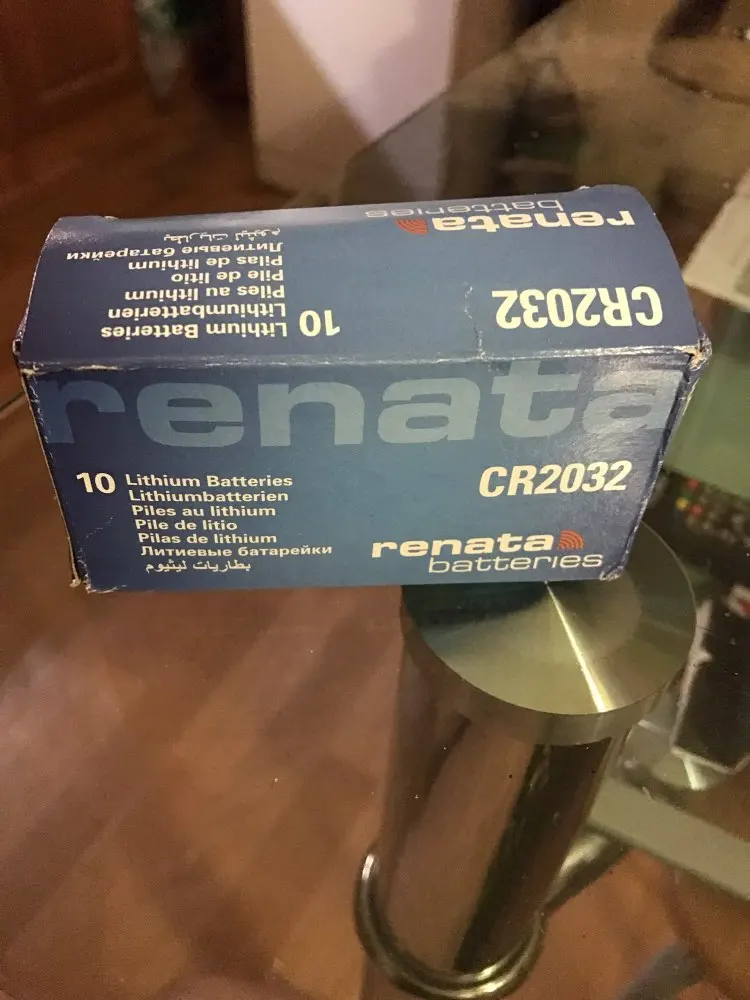 renata
batteries
CR2032
10 Lithium Batteries
Lithiumbatterien
Piles au lithium
Pile de litio
Pilas de lithium
Литиевые батарейки
بطاريات ليثيوم
renata
10 Lithium Batteries
Lithiumbatterien
Piles au lithium
Pile de litio
Pilas de lithium
Литиевые батарейки
بطاريات ليثيوم
CR2032
renata
batteries